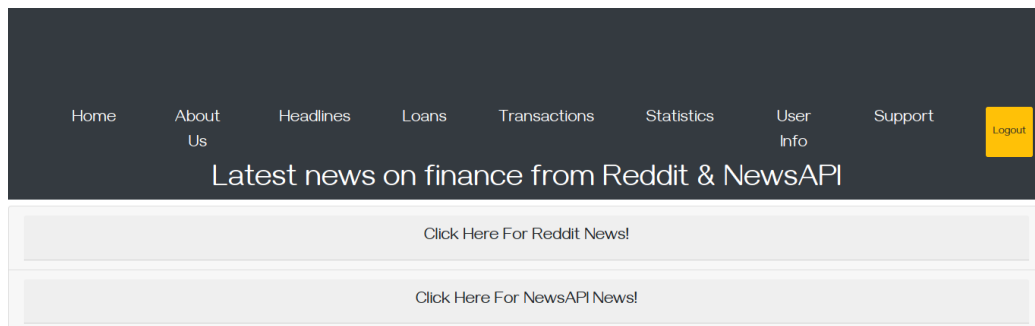 Home About Headlines Loans Transactions Statistics User Support Logout
Us Info
Latest news on finance from Reddit & NewsAPI
Click Here For Reddit News!
Click Here For NewsAPI News!